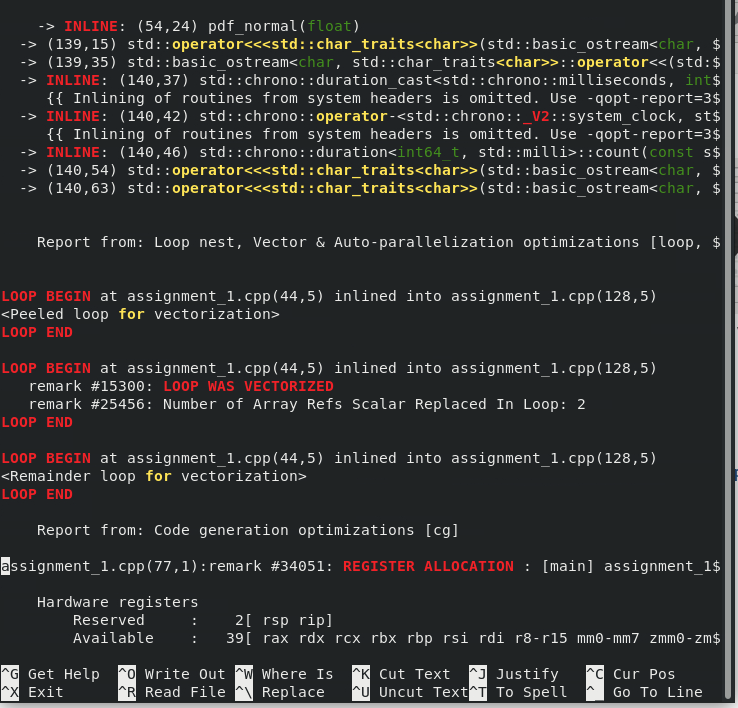 -> INLINE: (54,24) pdf_normal(float)
-> (139,15) std::operator<<<std::char_traits<char>>(std::basic_ostream<char, $
-> (139,35) std::basic_ostream<char, std::char_traits<char>>::operator<<(std:$
-> INLINE: (140,37) std::chrono::duration_cast<std::chrono::milliseconds, int$
{{ Inlining of routines from system headers is omitted. Use -qopt-report=3$
-> INLINE: (140,42) std::chrono::operator-<std::chrono::_V2::system_clock, st$
{{ Inlining of routines from system headers is omitted. Use -qopt-report=3$
-> INLINE: (140,46) std::chrono::duration<int64_t, std::milli>::count(const s$
-> (140,54) std::operator<<<std::char_traits<char>>(std::basic_ostream<char, $
-> (140,63) std::operator<<<std::char_traits<char>>(std::basic_ostream<char, $
Report from: Loop nest, Vector & Auto-parallelization optimizations [loop, $
LOOP BEGIN at assignment_1.cpp(44,5) inlined into assignment_1.cpp(128,5)
<Peeled loop for vectorization>
LOOP END
LOOP BEGIN at assignment_1.cpp(44,5) inlined into assignment_1.cpp(128,5)
remark #15300: LOOP WAS VECTORIZED
remark #25456: Number of Array Refs Scalar Replaced In Loop: 2
LOOP END
LOOP BEGIN at assignment_1.cpp(44,5) inlined into assignment_1.cpp(128,5)
<Remainder loop for vectorization>
LOOP END
Report from: Code generation optimizations [cg]
assignment_1.cpp(77,1):remark #34051: REGISTER ALLOCATION : [main] assignment_1$
Hardware registers
Reserved : 2[ rsp rip]
Available : 39[ rax rdx rcx rbx rbp rsi rdi r8-r15 mm0-mm7 zmm0-zm$
^G Get Help ^O Write Out ^W Where Is ^K Cut Text ^J Justify ^C Cur Pos
^X Exit ^R Read File ^\ Replace ^U Uncut Text ^T To Spell ^_ Go To Line